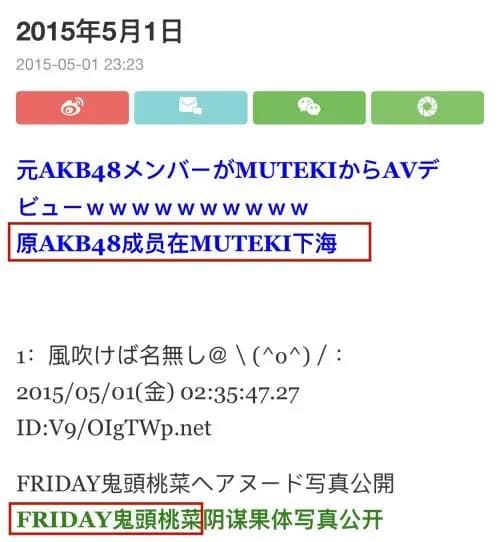 2015年5月1日
2015-05-01 23:23
元AKB48メンバーがMUTEKIからAVデ
ビューｗｗｗｗｗｗｗｗｗｗ
原AKB48成员在MUTEKI下海
1：風吹けば名無し＠＼(^o^)／：
2015/05/01(金) 02:35:47.27
ID:V9/OIgTWp.net
FRIDAY鬼頭桃菜ヘアヌード写真公開
FRIDAY鬼頭桃菜阴谋果体写真公开